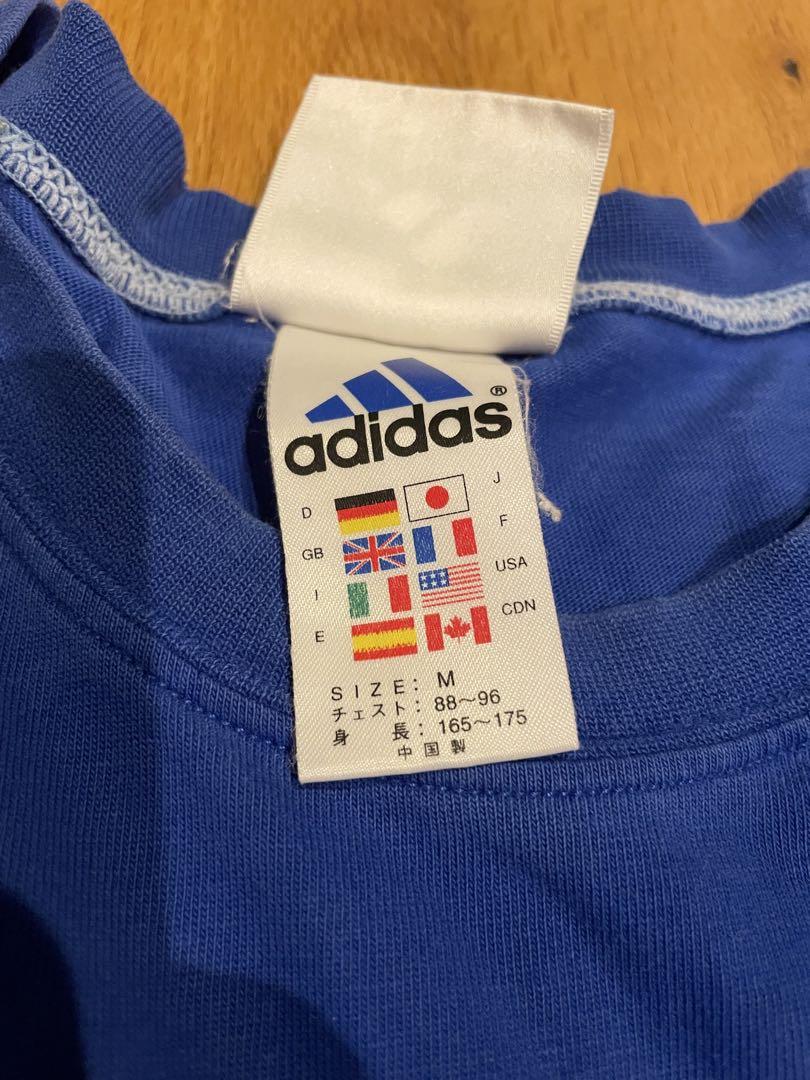 adidas®
D J
GB F
I USA
E CDN
SIZE: M
チェスト: 88～96
身長: 165～175
中国製